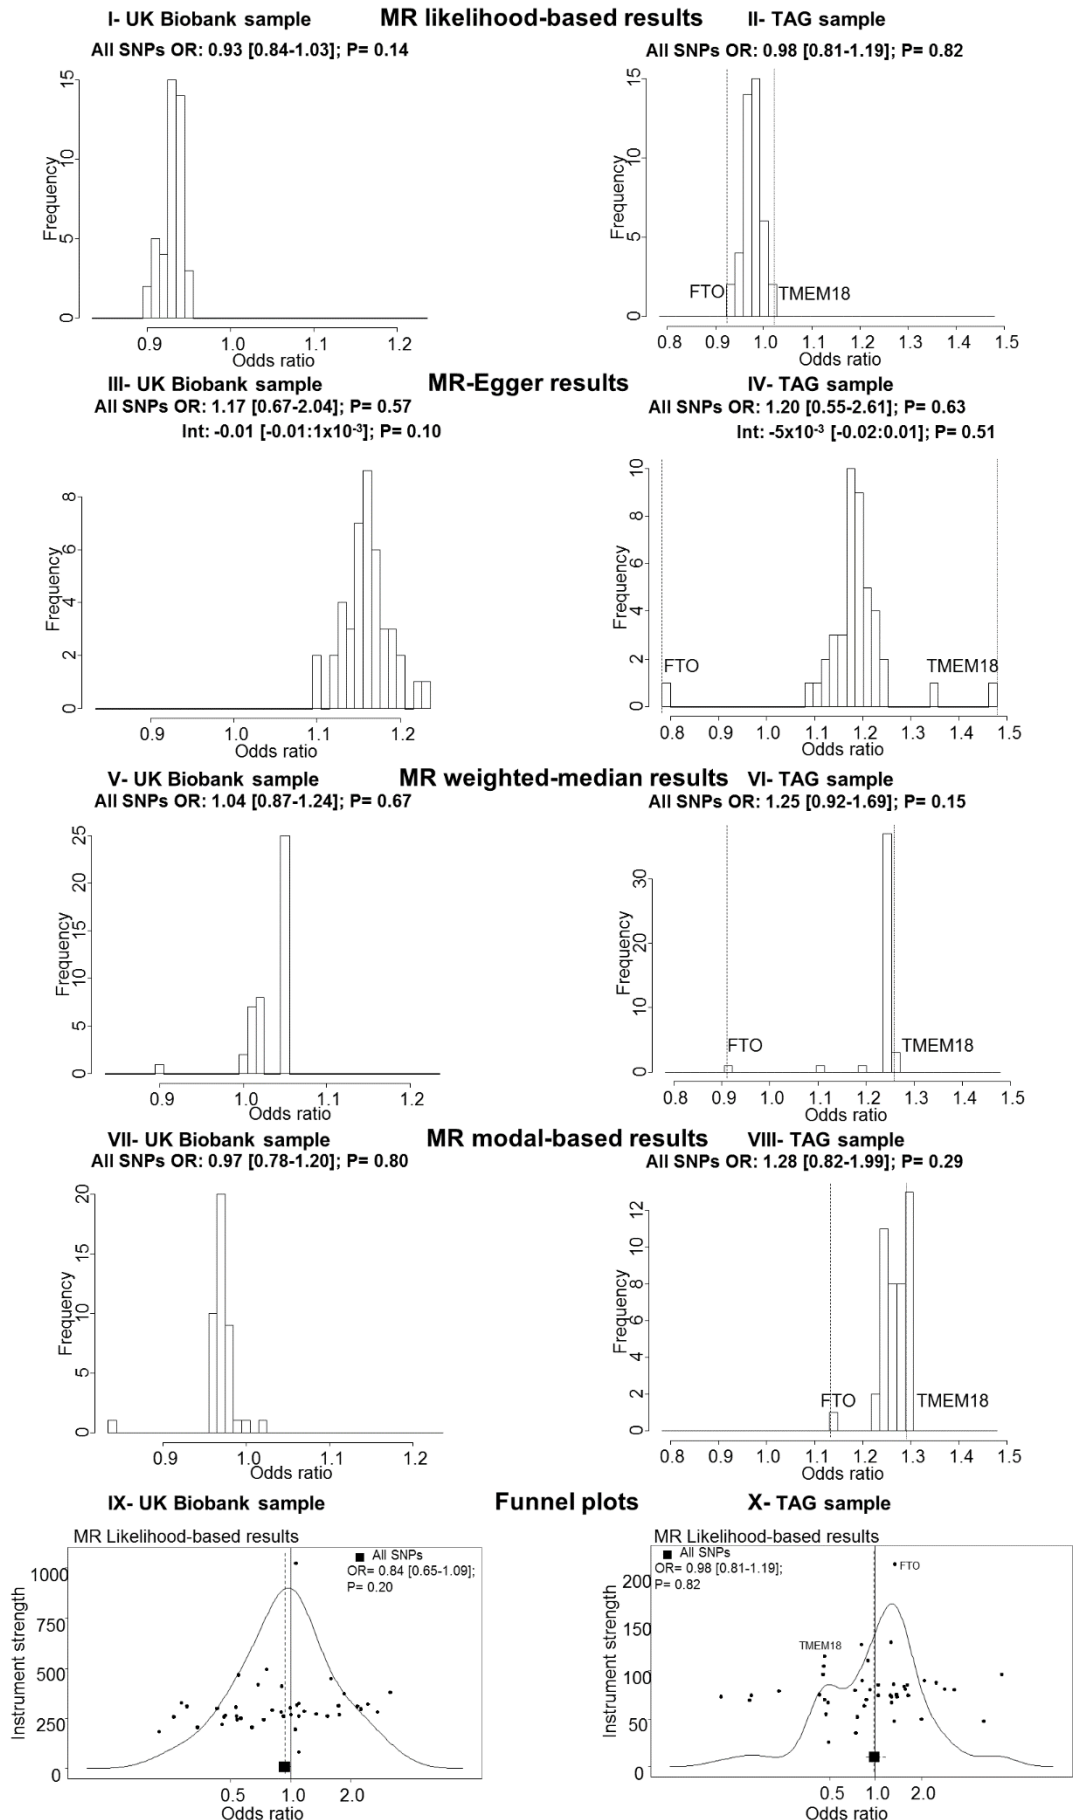 I- UK Biobank sample
MR likelihood-based results
II- TAG sample
All SNPs OR: 0.93 [0.84-1.03]; P= 0.14
All SNPs OR: 0.98 [0.81-1.19]; P= 0.82
Frequency
0 5 10 15
0.9 1.0 1.1 1.2
Odds ratio
Frequency
0 5 10 15
FTO
TMEM18
0.8 0.9 1.0 1.1 1.2 1.3 1.4 1.5
Odds ratio
III- UK Biobank sample
MR-Egger results
IV- TAG sample
All SNPs OR: 1.17 [0.67-2.04]; P= 0.57
Int: -0.01 [-0.01:1x10-3]; P= 0.10
All SNPs OR: 1.20 [0.55-2.61]; P= 0.63
Int: -5x10-3 [-0.02:0.01]; P= 0.51
Frequency
0 2 4 6 8
0.9 1.0 1.1 1.2
Odds ratio
Frequency
0 2 4 6 8 10
FTO
TMEM18
0.8 0.9 1.0 1.1 1.2 1.3 1.4 1.5
Odds ratio
V- UK Biobank sample
MR weighted-median results
VI- TAG sample
All SNPs OR: 1.04 [0.87-1.24]; P= 0.67
All SNPs OR: 1.25 [0.92-1.69]; P= 0.15
Frequency
0 5 10 15 20 25
0.9 1.0 1.1 1.2
Odds ratio
Frequency
0 10 20 30
FTO
TMEM18
0.8 0.9 1.0 1.1 1.2 1.3 1.4 1.5
Odds ratio
VII- UK Biobank sample
MR modal-based results
VIII- TAG sample
All SNPs OR: 0.97 [0.78-1.20]; P= 0.80
All SNPs OR: 1.28 [0.82-1.99]; P= 0.29
Frequency
0 5 10 15 20
0.9 1.0 1.1 1.2
Odds ratio
Frequency
0 2 4 6 8 10 12
FTO
TMEM18
0.8 0.9 1.0 1.1 1.2 1.3 1.4 1.5
Odds ratio
IX- UK Biobank sample
Funnel plots
X- TAG sample
MR Likelihood-based results
All SNPs
OR= 0.84 [0.65-1.09];
P= 0.20
Instrument strength
0 250 500 750 1000
0.5 1.0 2.0
Odds ratio
MR Likelihood-based results
All SNPs
OR= 0.98 [0.81-1.19];
P= 0.82
FTO
TMEM18
Instrument strength
0 50 100 150 200
0.5 1.0 2.0
Odds ratio